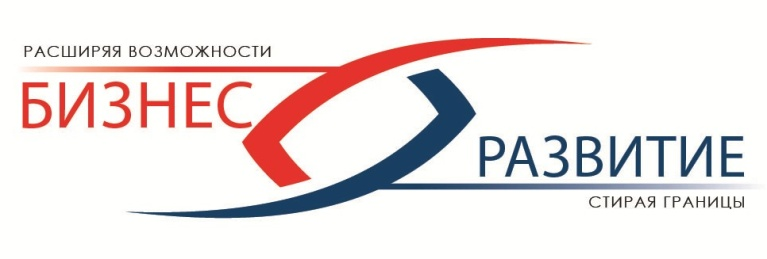 РАСШИРЯЯ ВОЗМОЖНОСТИ
БИЗНЕС
РАЗВИТИЕ
СТИРАЯ ГРАНИЦЫ